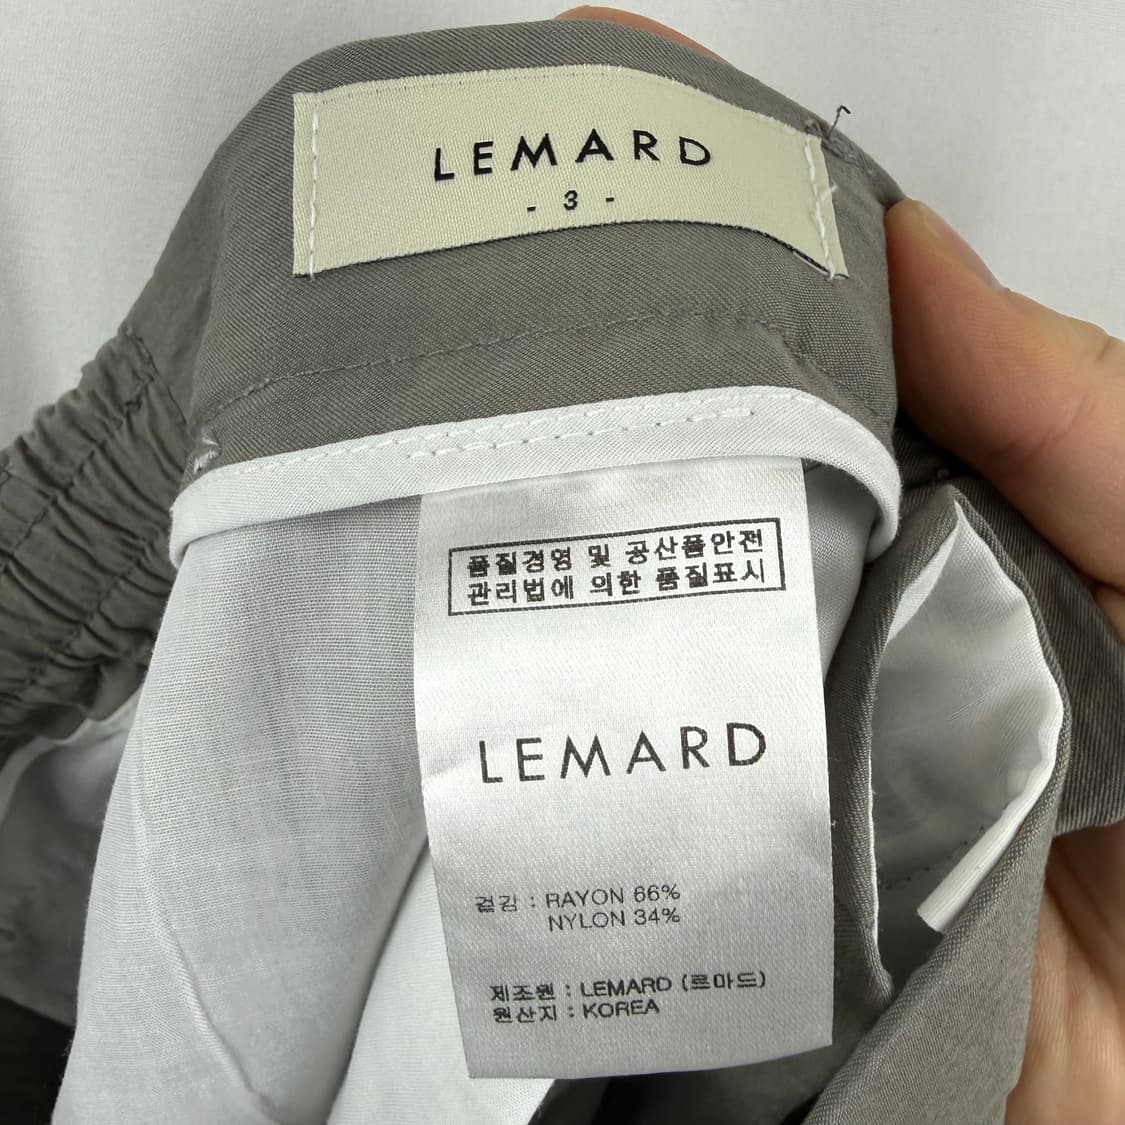 LEMARD
- 3 -
품질경영 및 공산품안전
관리법에 의한 품질표시
LEMARD
겉감 : RAYON 66%
NYLON 34%
제조원 : LEMARD (르마드)
원산지 : KOREA